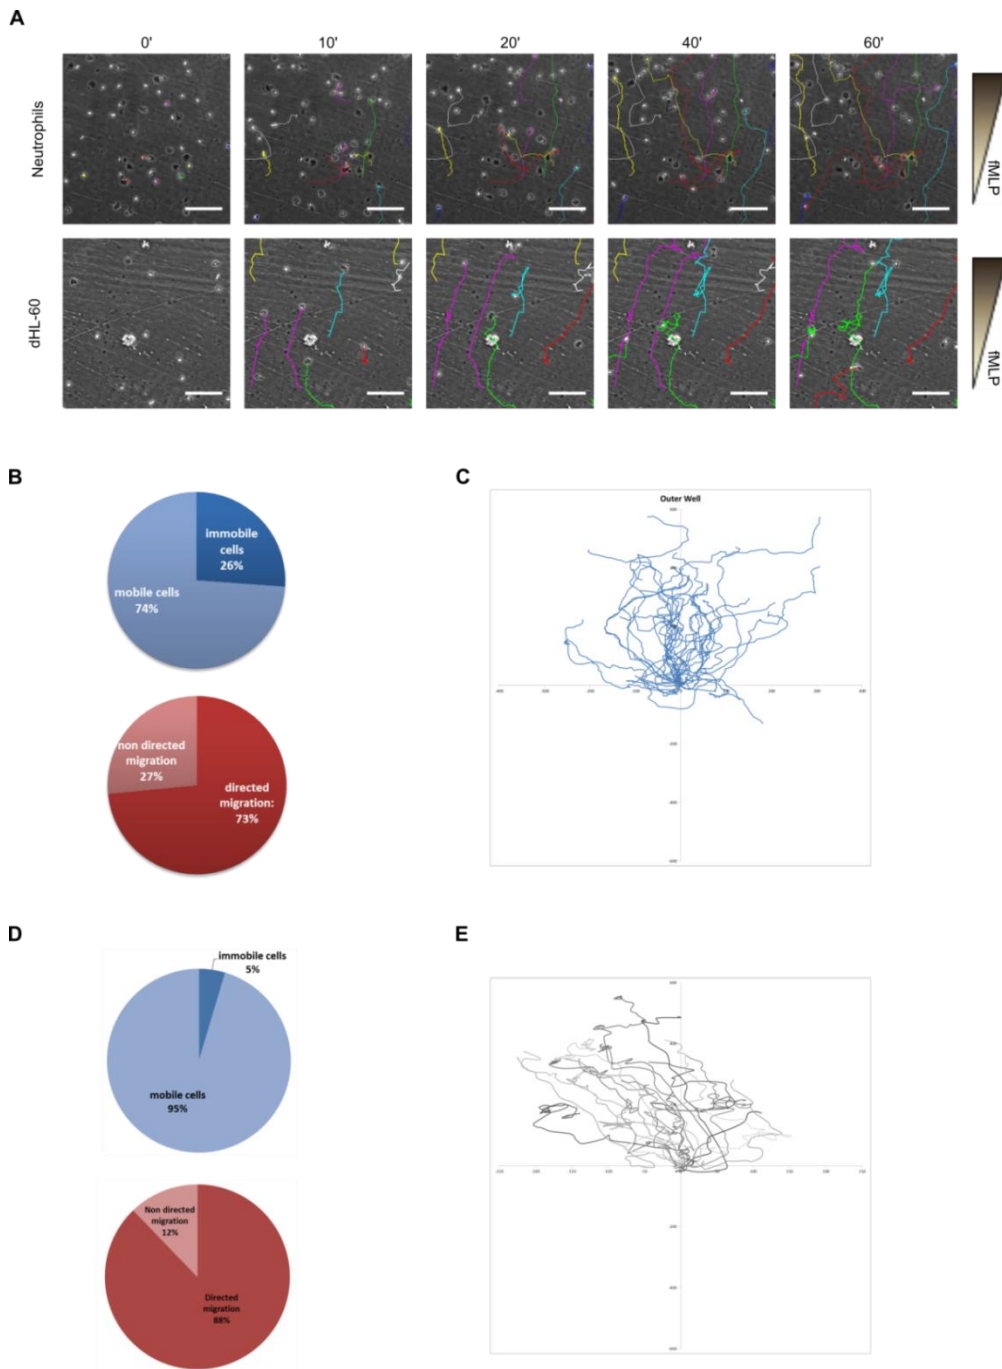 A
0'
10'
20'
40'
60'
Neutrophils
fMLP
dHL-60
fMLP
B
immobile
cells
26%
mobile cells
74%
non directed
migration
27%
directed
migration:
73%
C
Outer Well
D
immobile cells
5%
mobile cells
95%
Non directed
migration
12%
Directed
migration
88%
E